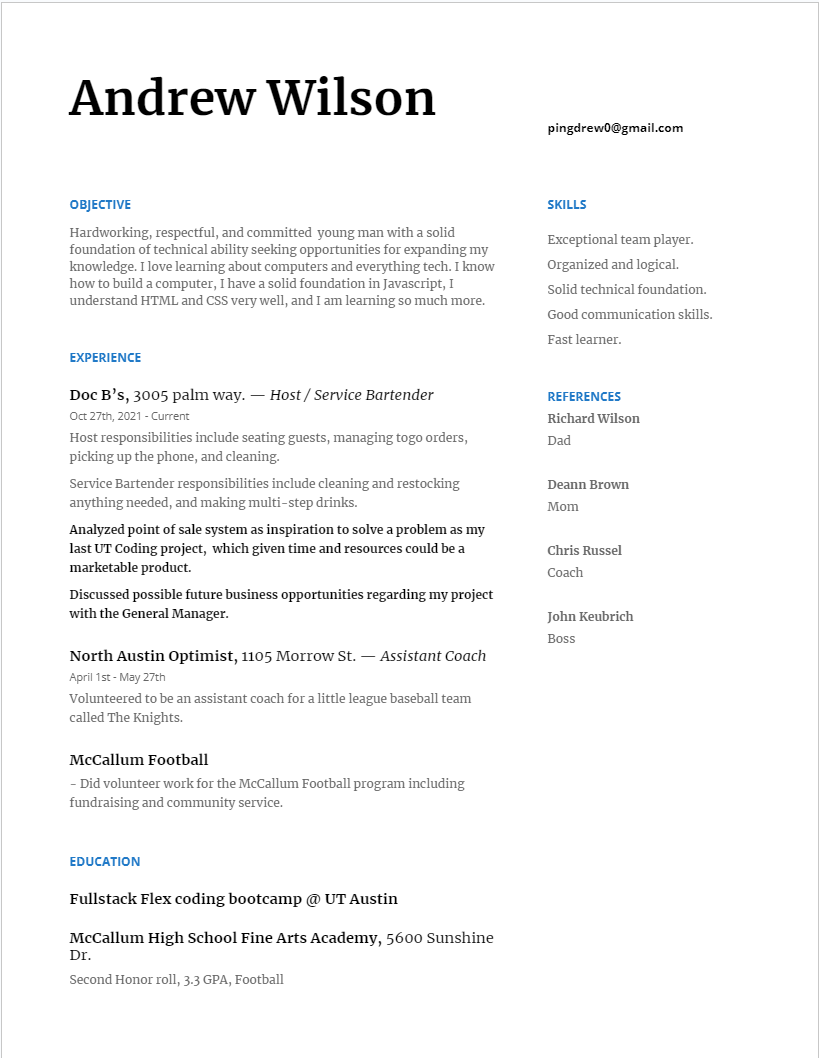 Andrew Wilson
pingdrew0@gmail.com
OBJECTIVE
Hardworking, respectful, and committed  young man with a solid
foundation of technical ability seeking opportunities for expanding my
knowledge. I love learning about computers and everything tech. I know
how to build a computer, I have a solid foundation in Javascript, I
understand HTML and CSS very well, and I am learning so much more.
EXPERIENCE
Doc B’s, 3005 palm way. — Host / Service Bartender
Oct 27th, 2021 - Current
Host responsibilities include seating guests, managing togo orders,
picking up the phone, and cleaning.
Service Bartender responsibilities include cleaning and restocking
anything needed, and making multi-step drinks.
Analyzed point of sale system as inspiration to solve a problem as my
last UT Coding project,  which given time and resources could be a
marketable product.
Discussed possible future business opportunities regarding my project
with the General Manager.
North Austin Optimist, 1105 Morrow St. — Assistant Coach
April 1st - May 27th
Volunteered to be an assistant coach for a little league baseball team
called The Knights.
McCallum Football
- Did volunteer work for the McCallum Football program including
fundraising and community service.
EDUCATION
Fullstack Flex coding bootcamp @ UT Austin
McCallum High School Fine Arts Academy, 5600 Sunshine
Dr.
Second Honor roll, 3.3 GPA, Football
SKILLS
Exceptional team player.
Organized and logical.
Solid technical foundation.
Good communication skills.
Fast learner.
REFERENCES
Richard Wilson
Dad
Deann Brown
Mom
Chris Russel
Coach
John Keubrich
Boss